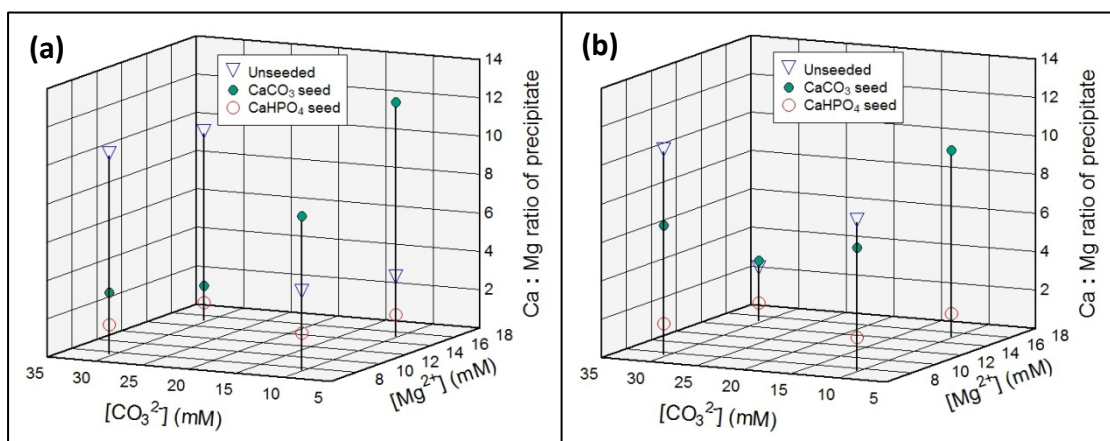 (a)
Unseeded
CaCO₃ seed
CaHPO₄ seed
14
12
10
8
6
4
2
Ca : Mg ratio of precipitate
18
16
14
12
10
8
[Mg²⁺] (mM)
35
30
25
20
15
10
5
[CO₃²⁻] (mM)
(b)
Unseeded
CaCO₃ seed
CaHPO₄ seed
14
12
10
8
6
4
2
Ca : Mg ratio of precipitate
18
16
14
12
10
8
[Mg²⁺] (mM)
35
30
25
20
15
10
5
[CO₃²⁻] (mM)